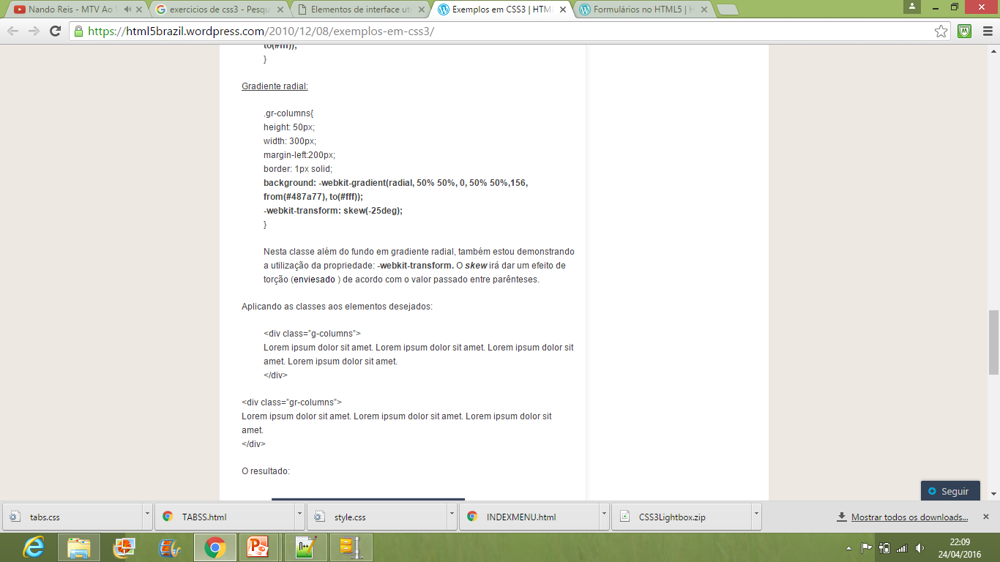 Nando Reis - MTV Ao
exercicios de css3 - Pesqu
Elementos de interface uti
Exemplos em CSS3 | HTML
Formulários no HTML5 | H
https://html5brazil.wordpress.com/2010/12/08/exemplos-em-css3/
to(#fff));
}
Gradiente radial:
.gr-columns{
height: 50px;
width: 300px;
margin-left:200px;
border: 1px solid;
background: -webkit-gradient(radial, 50% 50%, 0, 50% 50%,156,
from(#487a77), to(#fff));
-webkit-transform: skew(-25deg);
}
Nesta classe além do fundo em gradiente radial, também estou demonstrando
a utilização da propriedade: -webkit-transform. O skew irá dar um efeito de
torção (enviesado ) de acordo com o valor passado entre parênteses.
Aplicando as classes aos elementos desejados:
<div class=”g-columns”>
Lorem ipsum dolor sit amet. Lorem ipsum dolor sit amet. Lorem ipsum dolor sit
amet. Lorem ipsum dolor sit amet.
</div>
<div class=”gr-columns”>
Lorem ipsum dolor sit amet. Lorem ipsum dolor sit amet. Lorem ipsum dolor sit
amet.
</div>
O resultado:
Seguir
tabs.css
TABSS.html
style.css
INDEXMENU.html
CSS3Lightbox.zip
Mostrar todos os downloads...
22:09
24/04/2016